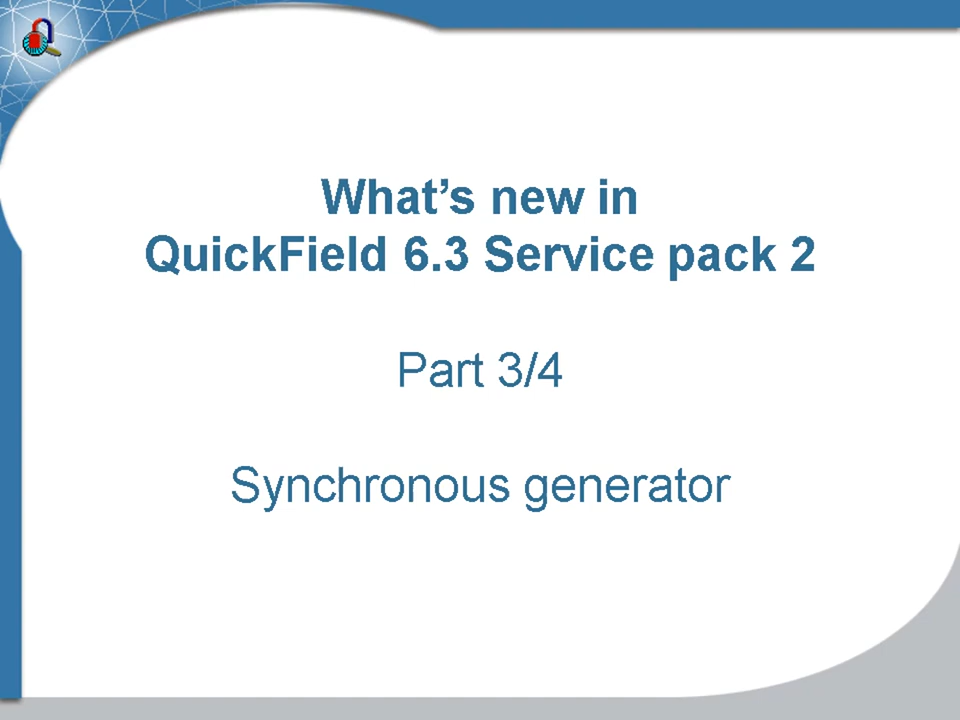 What’s new in
QuickField 6.3 Service pack 2
Part 3/4
Synchronous generator